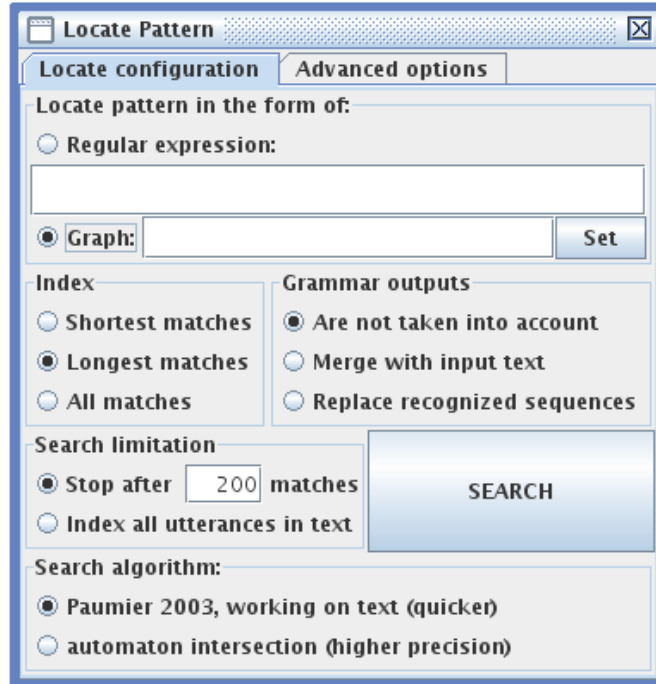 Locate Pattern
Locate configuration Advanced options
Locate pattern in the form of:
Regular expression:
Graph: Set
Index
Shortest matches
Longest matches
All matches
Grammar outputs
Are not taken into account
Merge with input text
Replace recognized sequences
Search limitation
Stop after 200 matches
Index all utterances in text
SEARCH
Search algorithm:
Paumier 2003, working on text (quicker)
automaton intersection (higher precision)